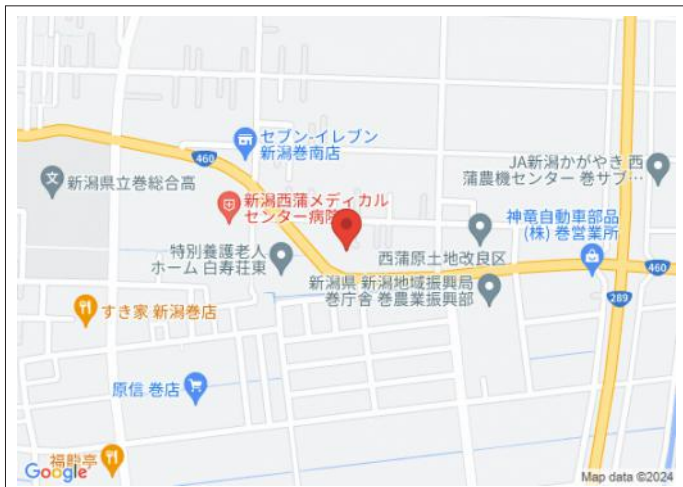 セブン-イレブン
新潟巻南店
460
JA新潟かがやき 西
蒲農機センター 巻サブ…
新潟県立巻総合高
新潟西蒲メディカル
センター病院
神竜自動車部品
(株) 巻営業所
特別養護老人
ホーム 白寿荘東
西蒲原土地改良区
460
新潟県 新潟地域振興局
巻庁舎 巻農業振興部
289
すき家 新潟巻店
原信 巻店
福龍亭
Google
Map data ©2024